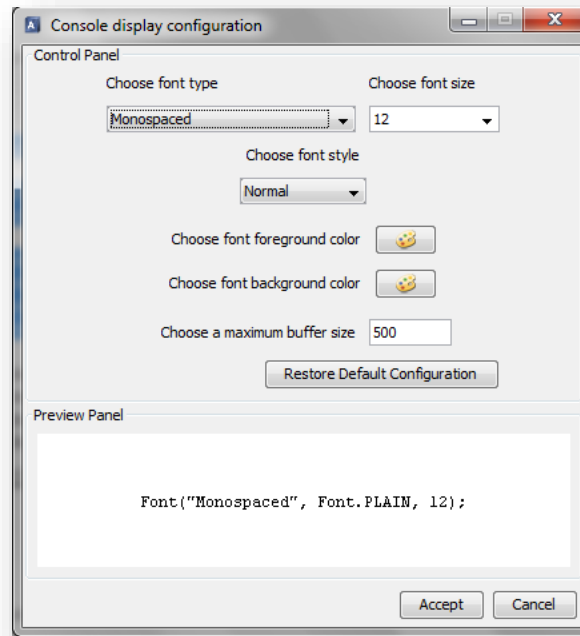 Console display configuration
Control Panel
Choose font type
Choose font size
Monospaced
12
Choose font style
Normal
Choose font foreground color
Choose font background color
Choose a maximum buffer size
500
Restore Default Configuration
Preview Panel
Font("Monospaced", Font.PLAIN, 12);
Accept
Cancel